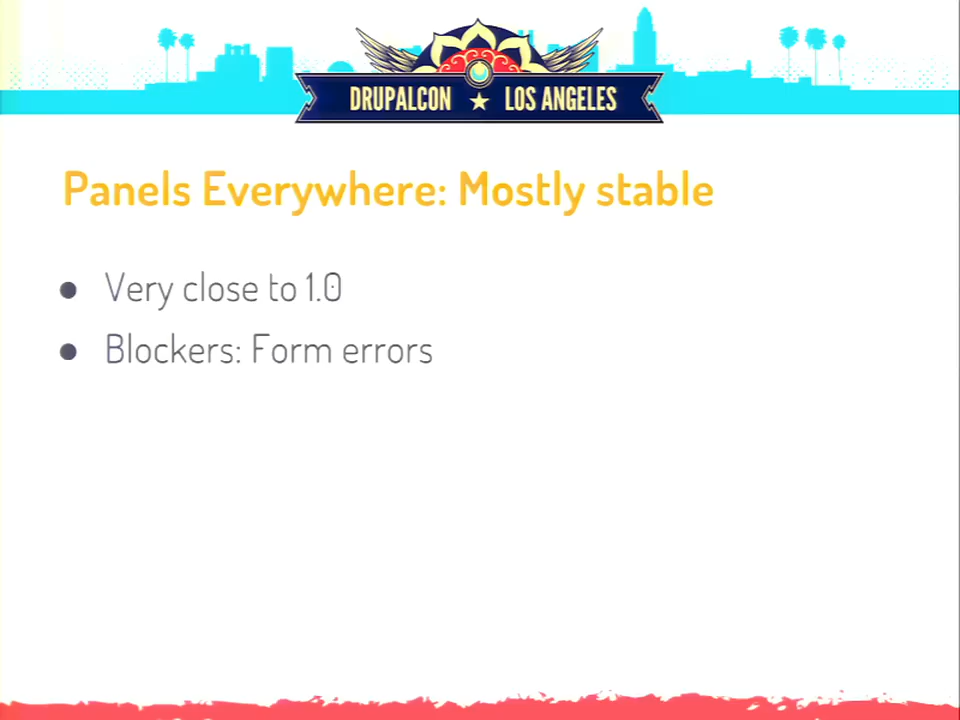 DRUPALCON ★ LOS ANGELES
Panels Everywhere: Mostly stable
● Very close to 1.0
● Blockers: Form errors